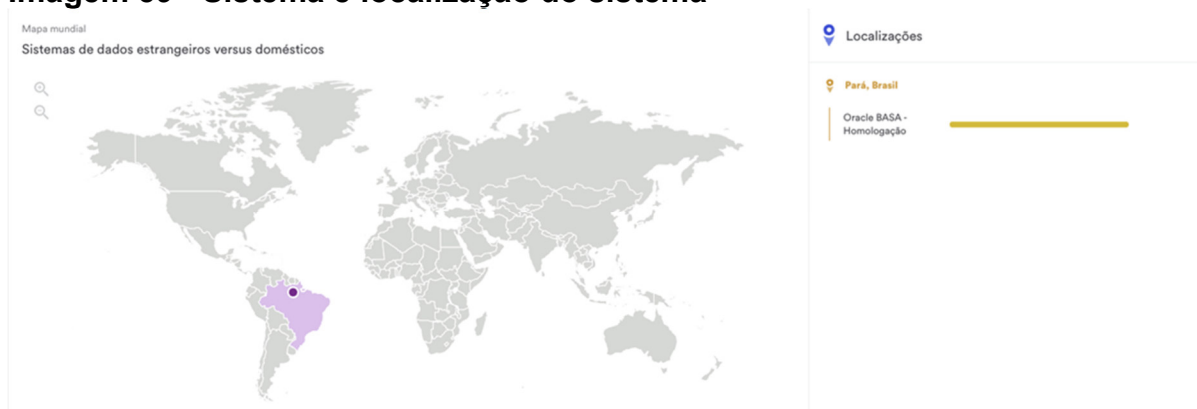 Mapa mundial
Sistemas de dados estrangeiros versus domésticos
Localizações
Pará, Brasil
Oracle BASA -
Homologação